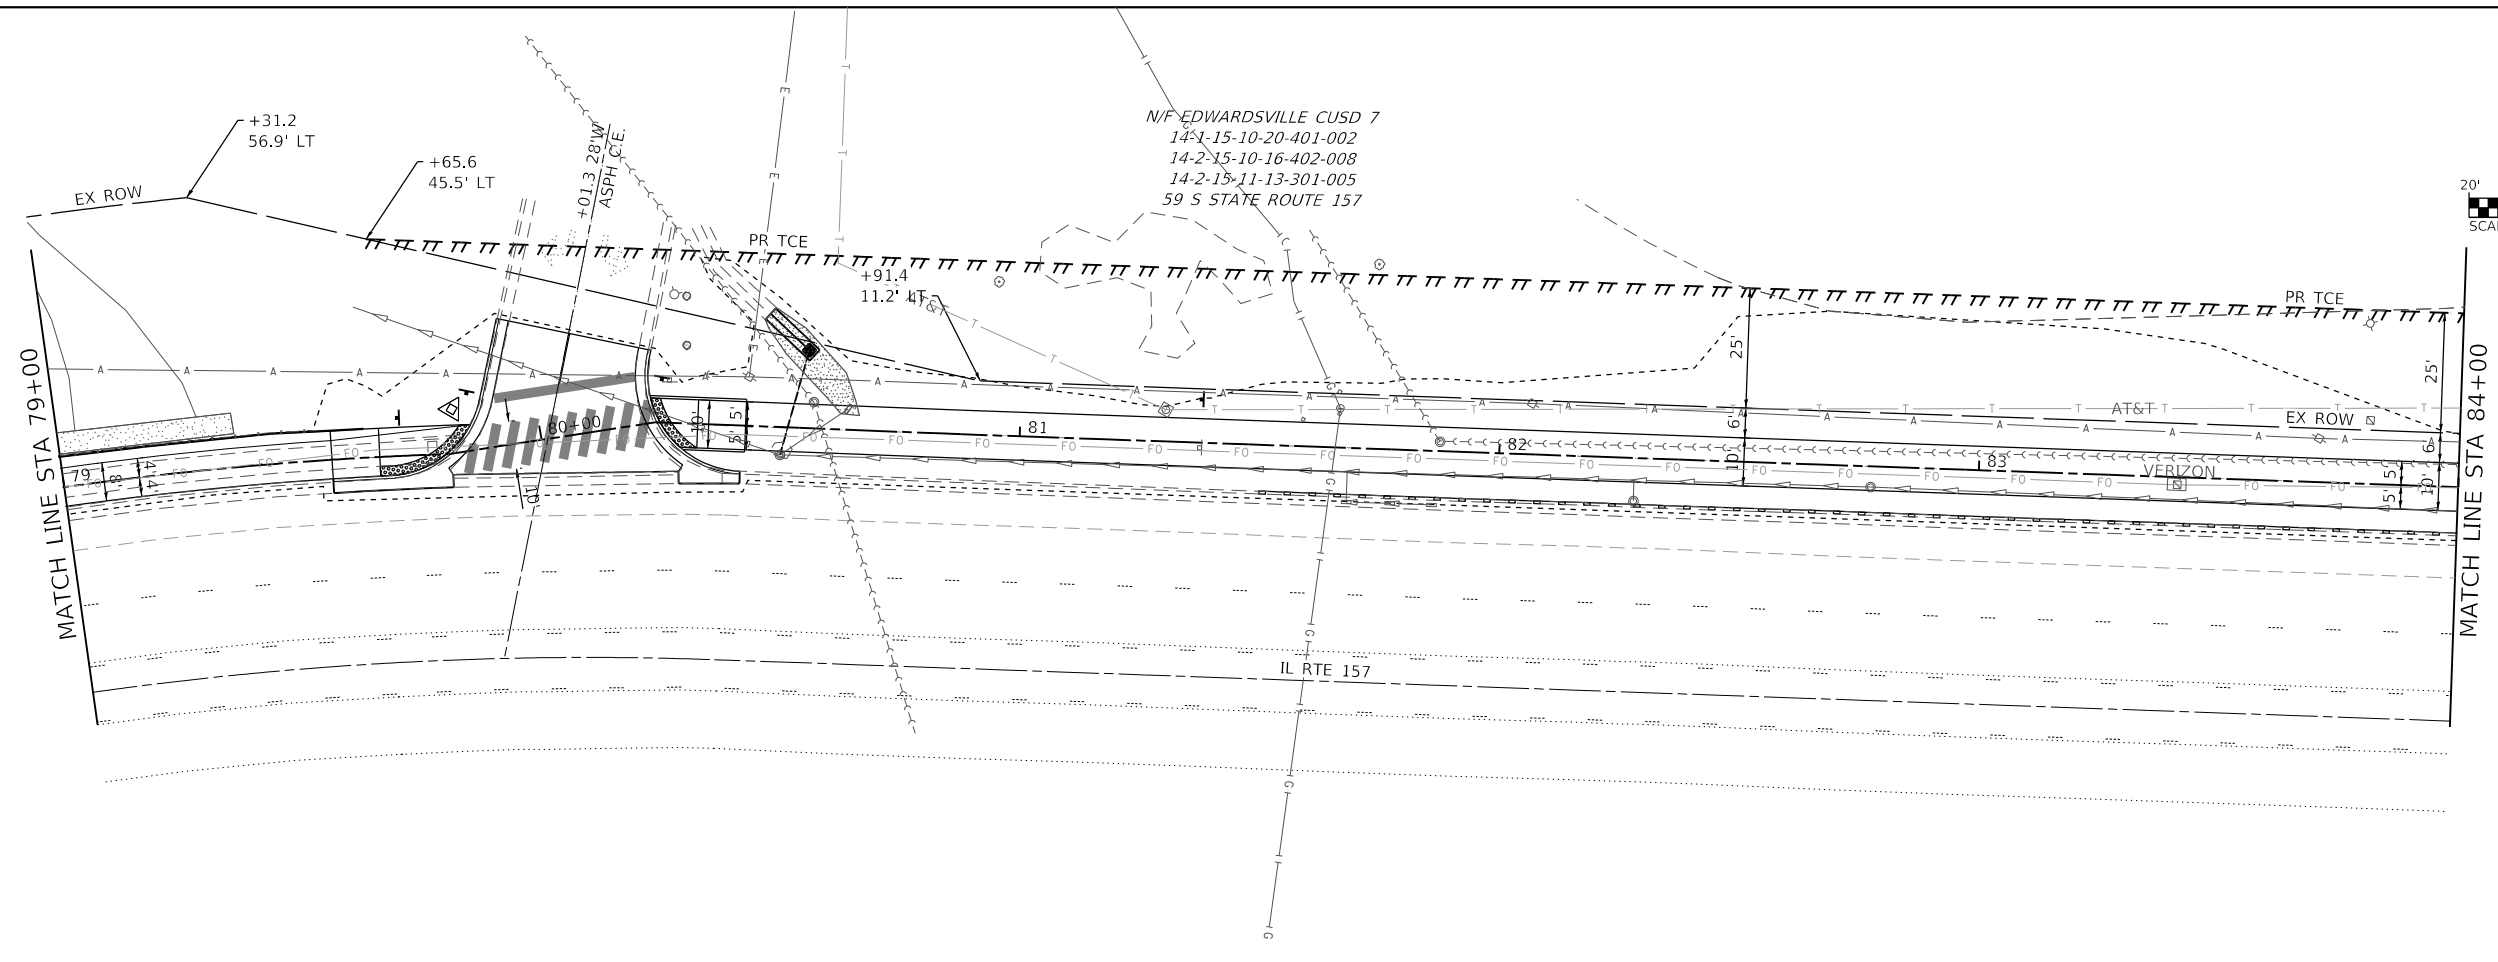 +31.2
56.9' LT
EX ROW
+65.6
45.5' LT
+01.3 28'W
ASPH C.E.
PR TCE
N/F EDWARDSVILLE CUSD 7
14-1-15-10-20-401-002
14-2-15-10-16-402-008
14-2-15-11-13-301-005
59 S STATE ROUTE 157
+91.4
11.2' LT
AT&T
20'
PR TCE
MATCH LINE STA 79+00
79
8'
4'
4'
80+00
10'
10'
5'
5'
81
82
83
25'
6'
10'
AT&T
EX ROW
VERIZON
25'
6'
5'
5'
10'
MATCH LINE STA 84+00
IL RTE 157